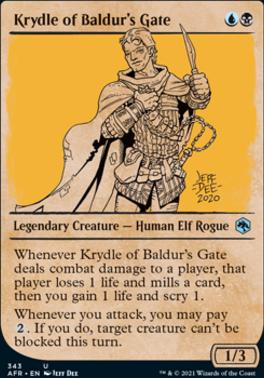 Krydle of Baldur's Gate
JEFF
DEE
2020
Legendary Creature — Human Elf Rogue
Whenever Krydle of Baldur's Gate
deals combat damage to a player, that
player loses 1 life and mills a card,
then you gain 1 life and scry 1.
Whenever you attack, you may pay
2. If you do, target creature can't be
blocked this turn.
1/3
343 U
AFR • EN Jeff Dee
™ & © 2021 Wizards of the Coast